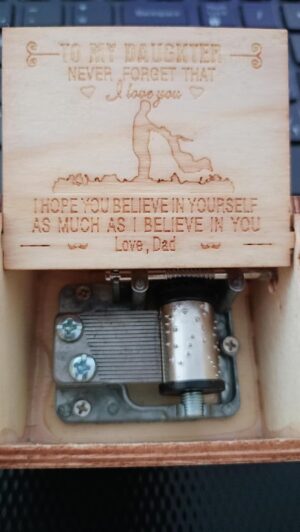 TO MY DAUGHTER
NEVER FORGET THAT
I love you
I HOPE YOU BELIEVE IN YOURSELF
AS MUCH AS I BELIEVE IN YOU
Love, Dad